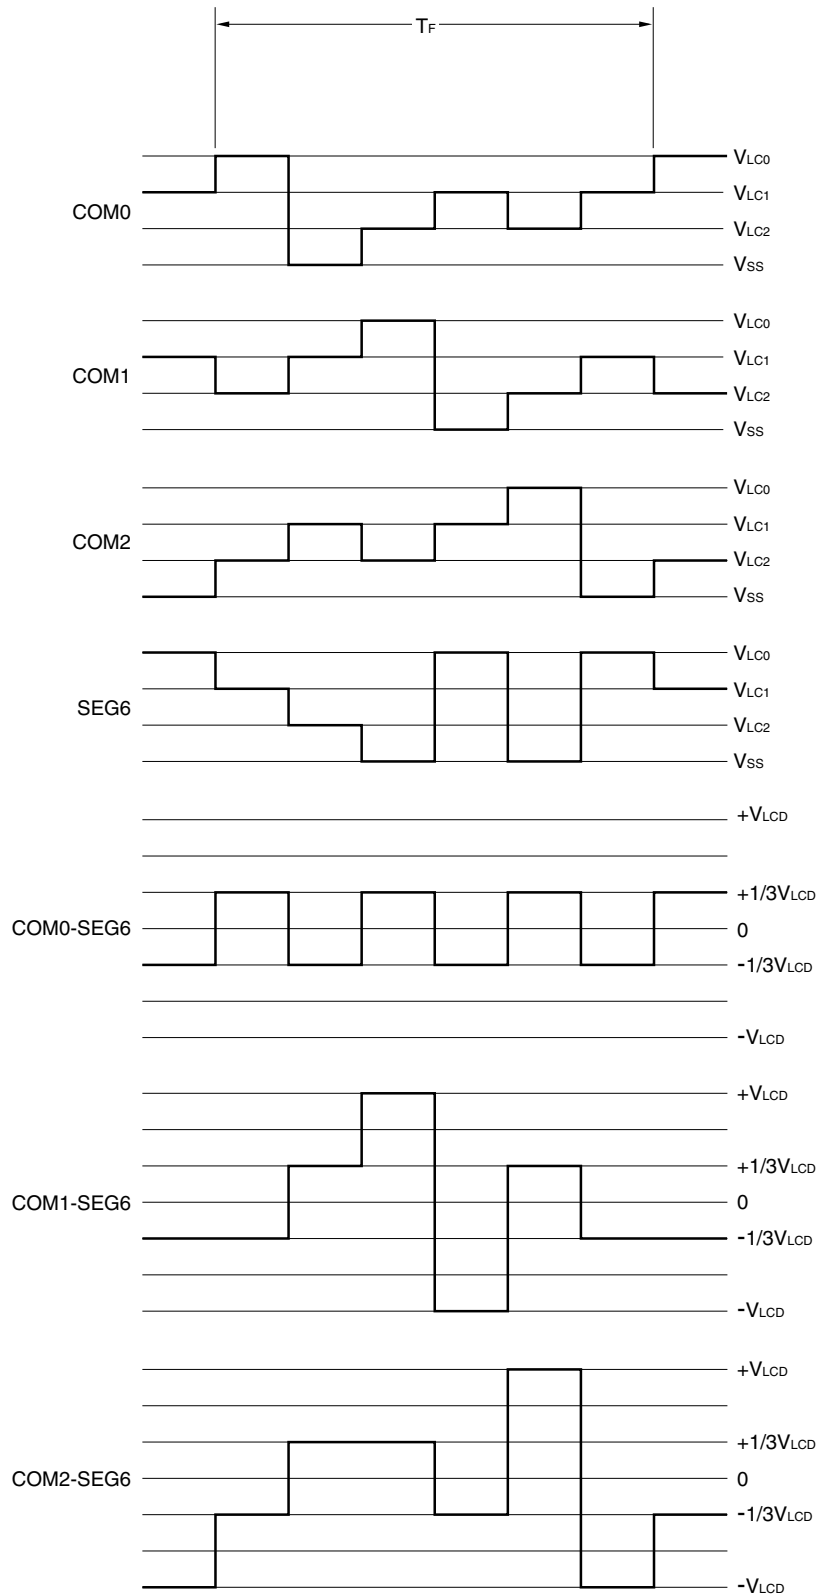 TF
VLC0
VLC1
COM0
VLC2
VSS
VLC0
VLC1
COM1
VLC2
VSS
VLC0
VLC1
COM2
VLC2
VSS
VLC0
VLC1
SEG6
VLC2
VSS
+VLCD
+1/3VLCD
COM0-SEG6
0
-1/3VLCD
-VLCD
+VLCD
+1/3VLCD
COM1-SEG6
0
-1/3VLCD
-VLCD
+VLCD
+1/3VLCD
COM2-SEG6
0
-1/3VLCD
-VLCD